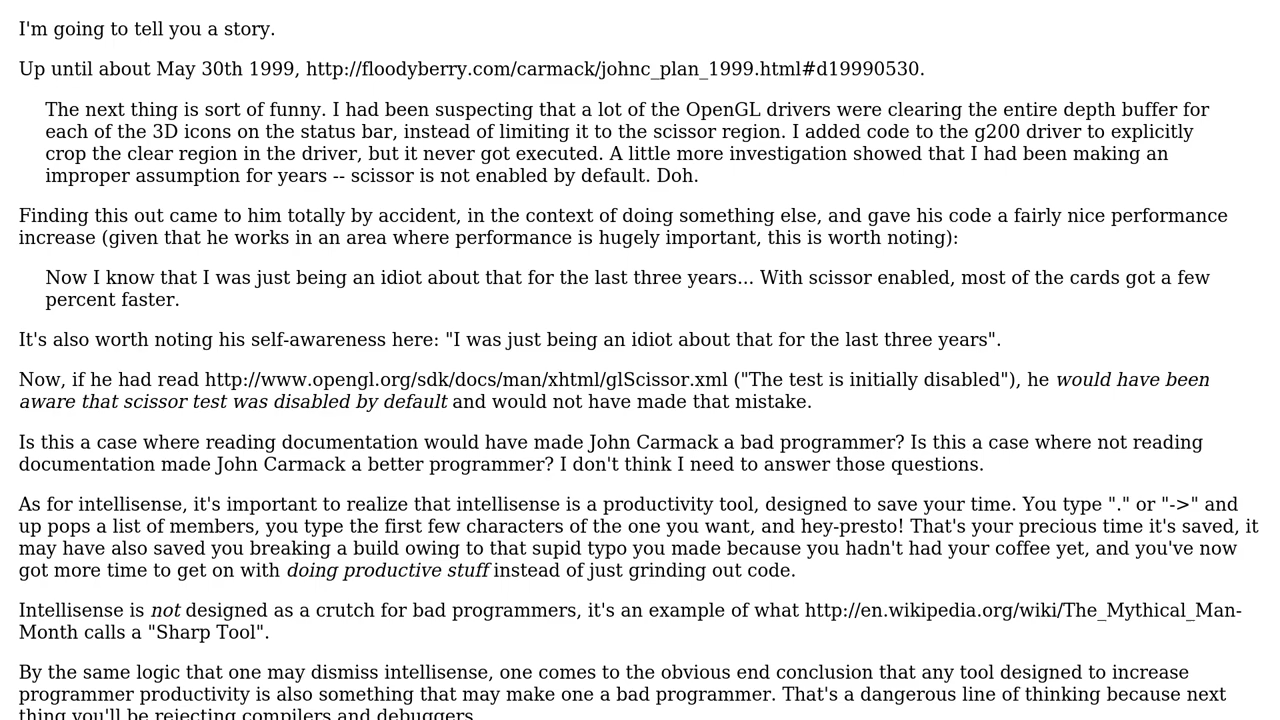 I'm going to tell you a story.
Up until about May 30th 1999, http://floodyberry.com/carmack/johnc_plan_1999.html#d19990530.
The next thing is sort of funny. I had been suspecting that a lot of the OpenGL drivers were clearing the entire depth buffer for
each of the 3D icons on the status bar, instead of limiting it to the scissor region. I added code to the g200 driver to explicitly
crop the clear region in the driver, but it never got executed. A little more investigation showed that I had been making an
improper assumption for years -- scissor is not enabled by default. Doh.
Finding this out came to him totally by accident, in the context of doing something else, and gave his code a fairly nice performance
increase (given that he works in an area where performance is hugely important, this is worth noting):
Now I know that I was just being an idiot about that for the last three years... With scissor enabled, most of the cards got a few
percent faster.
It's also worth noting his self-awareness here: "I was just being an idiot about that for the last three years".
Now, if he had read http://www.opengl.org/sdk/docs/man/xhtml/glScissor.xml ("The test is initially disabled"), he would have been
aware that scissor test was disabled by default and would not have made that mistake.
Is this a case where reading documentation would have made John Carmack a bad programmer? Is this a case where not reading
documentation made John Carmack a better programmer? I don't think I need to answer those questions.
As for intellisense, it's important to realize that intellisense is a productivity tool, designed to save your time. You type "." or "->" and
up pops a list of members, you type the first few characters of the one you want, and hey-presto! That's your precious time it's saved, it
may have also saved you breaking a build owing to that supid typo you made because you hadn't had your coffee yet, and you've now
got more time to get on with doing productive stuff instead of just grinding out code.
Intellisense is not designed as a crutch for bad programmers, it's an example of what http://en.wikipedia.org/wiki/The_Mythical_Man-
Month calls a "Sharp Tool".
By the same logic that one may dismiss intellisense, one comes to the obvious end conclusion that any tool designed to increase
programmer productivity is also something that may make one a bad programmer. That's a dangerous line of thinking because next
thing you'll be rejecting compilers and debuggers.